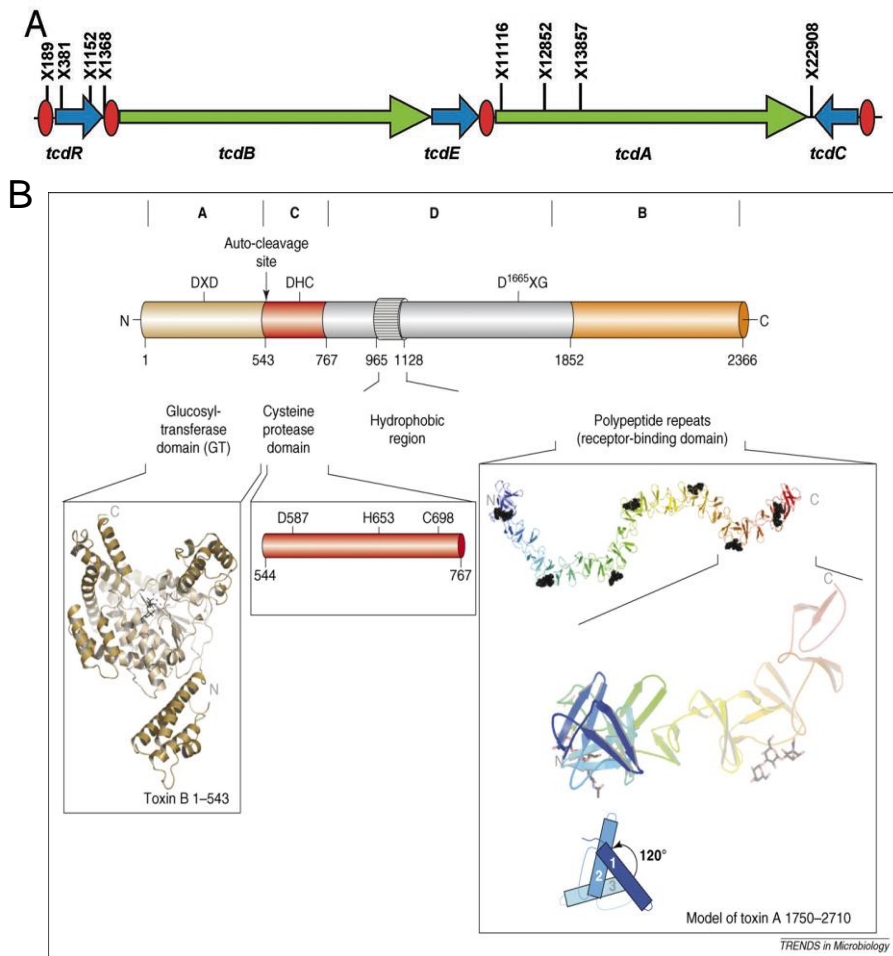 A
X189
X381
X1152
X1368
X11116
X12852
X13857
X22908
tcdR
tcdB
tcdE
tcdA
tcdC
B
A C D B
Auto-cleavage
site
DXD DHC D¹⁶⁶⁵XG
N C
1 543 767 965 1128 1852 2366
Glucosyl-
transferase
domain (GT)
Cysteine
protease
domain
Hydrophobic
region
Polypeptide repeats
(receptor-binding domain)
C
N
Toxin B 1–543
D587 H653 C698
544 767
N C
C
N
120°
1
2
3
Model of toxin A 1750–2710
TRENDS in Microbiology